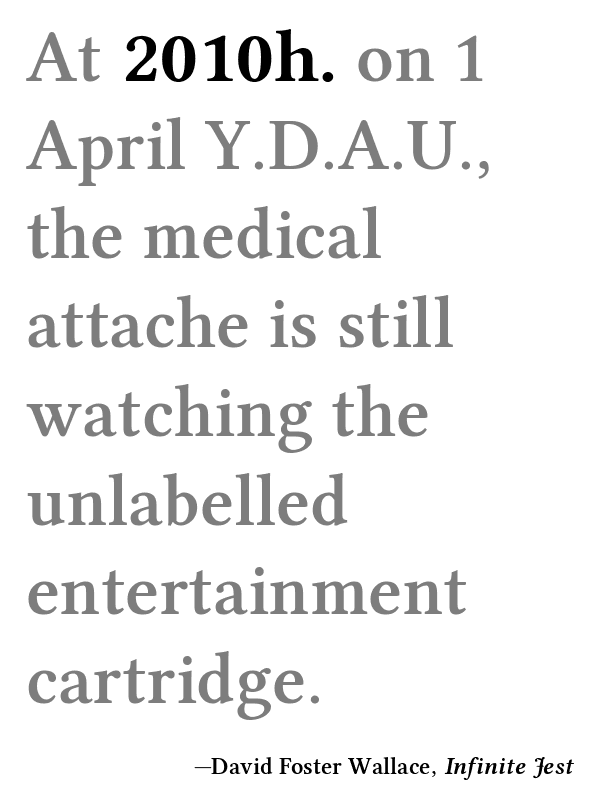 At 2010h. on 1
April Y.D.A.U.,
the medical
attache is still
watching the
unlabelled
entertainment
cartridge.
—David Foster Wallace, Infinite Jest